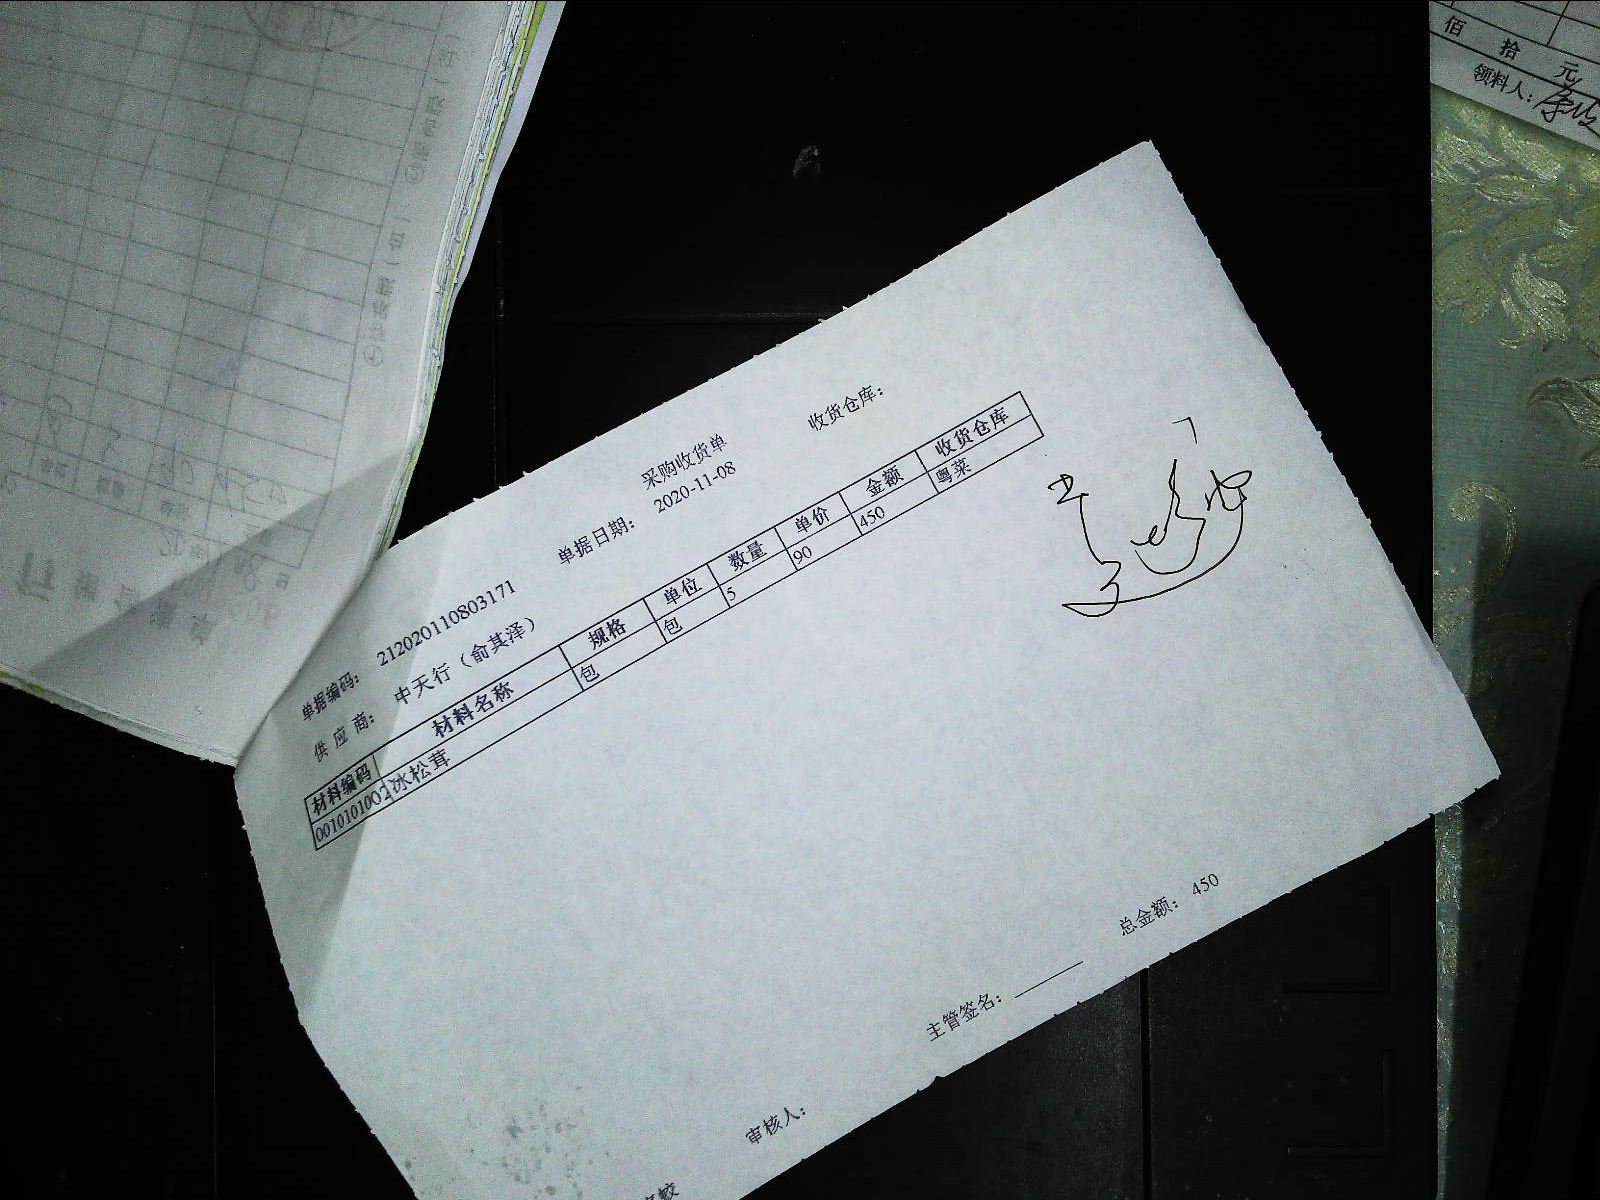 采购收货单
收货仓库：
单据编码： 212020110803171 单据日期： 2020-11-08
供 应 商： 中天行（俞其泽）
材料编码 材料名称 规格 单位 数量 单价 金额 收货仓库
001010100 冰松茸 包 包 5 90 450 粤菜
主管签名： 总金额： 450
审核人：
佰 拾 元
领料人：